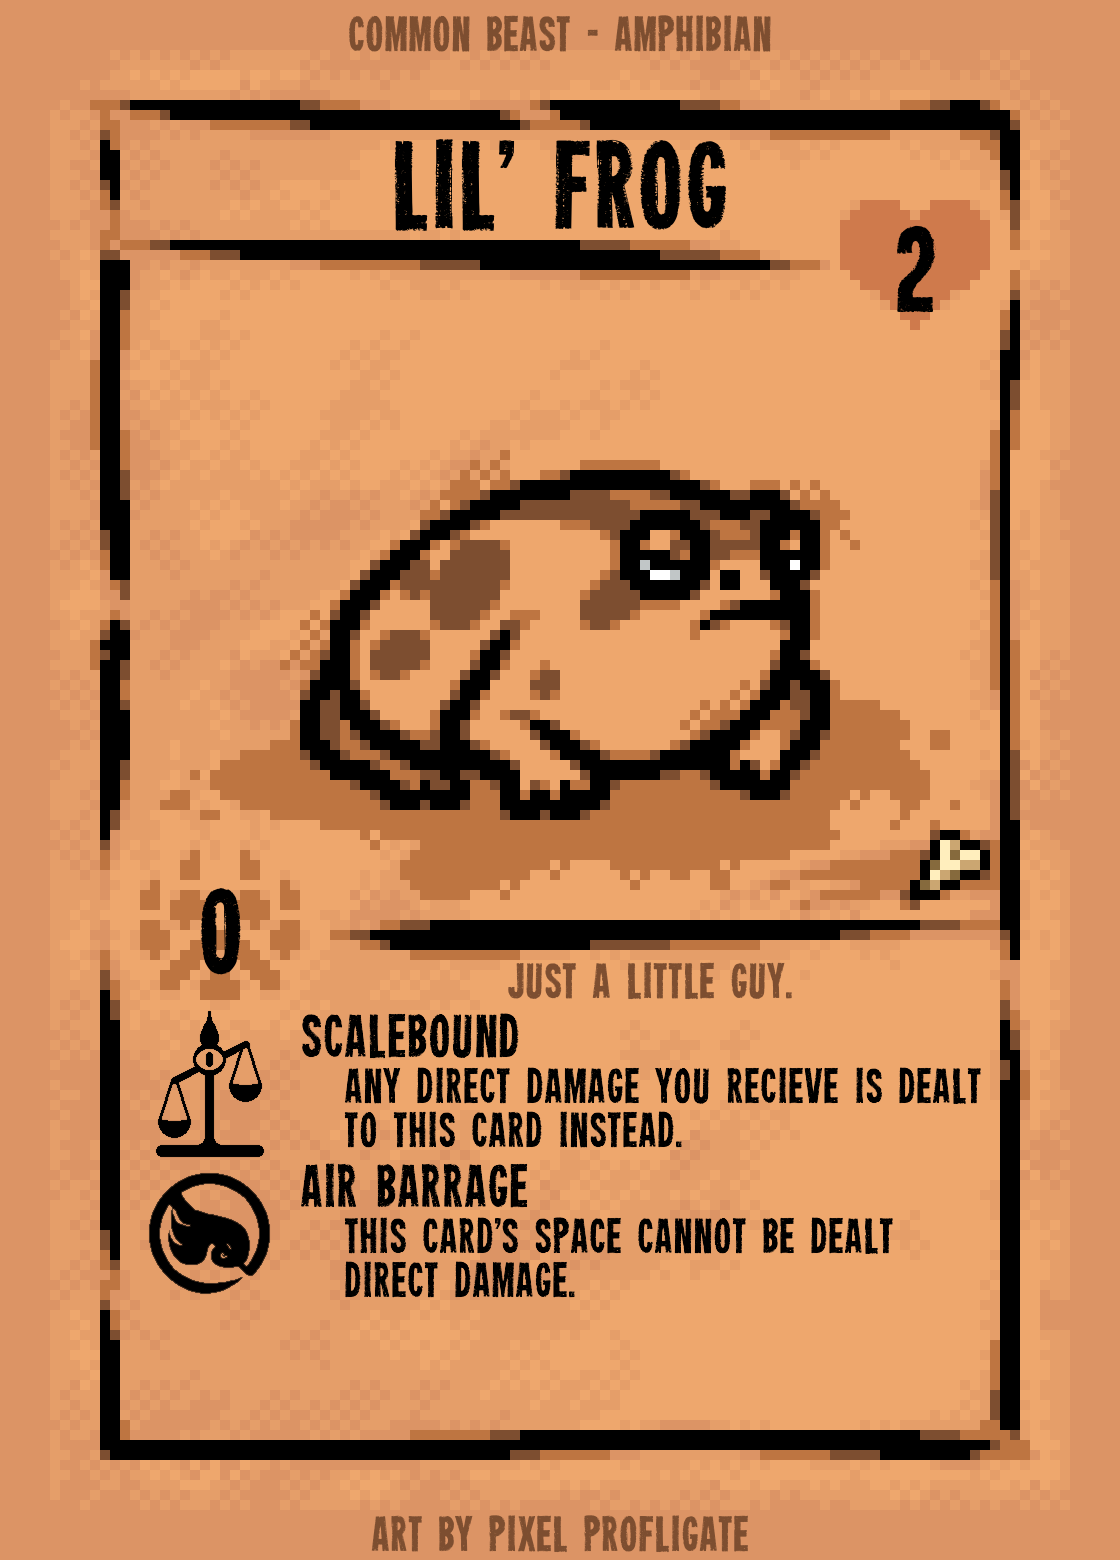 COMMON BEAST - AMPHIBIAN
LIL' FROG
2
0
JUST A LITTLE GUY.
SCALEBOUND
ANY DIRECT DAMAGE YOU RECIEVE IS DEALT
TO THIS CARD INSTEAD.
AIR BARRAGE
THIS CARD'S SPACE CANNOT BE DEALT
DIRECT DAMAGE.
ART BY PIXEL PROFLIGATE